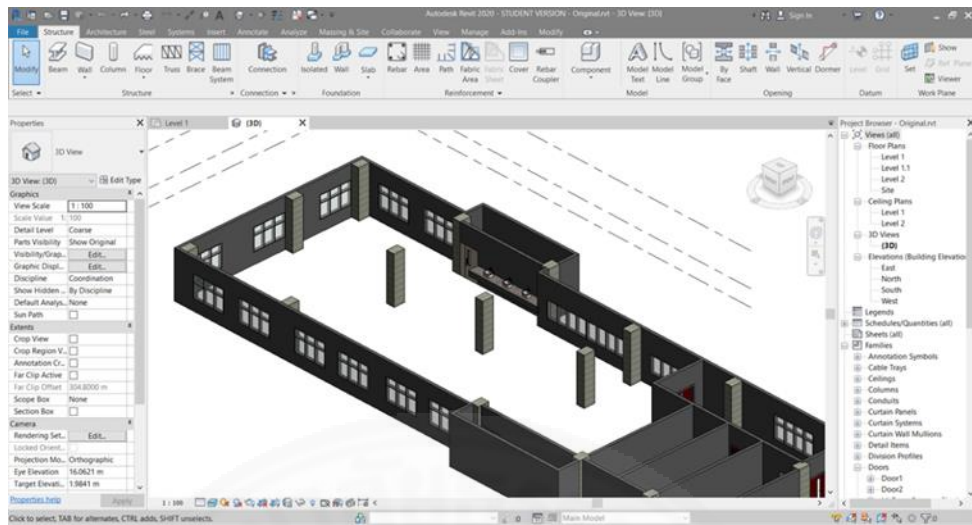 Autodesk Revit 2020 - STUDENT VERSION - Original.rvt - 3D View: {3D}
Sign In
File Structure Architecture Steel Systems Insert Annotate Analyze Massing & Site Collaborate View Manage Add-Ins Modify
Modify Beam Wall Column Floor Truss Brace Beam System Connection Isolated Wall Slab Rebar Area Path Fabric Area Fabric Sheet Cover Rebar Coupler Component Model Text Model Line Model Group By Face Shaft Wall Vertical Dormer Level Grid Set Show Ref Plane Viewer
Select Structure Connection Foundation Reinforcement Model Opening Datum Work Plane
Properties
3D View
3D View: {3D} Edit Type
Graphics
View Scale 1 : 100
Scale Value 1: 100
Detail Level Coarse
Parts Visibility Show Original
Visibility/Grap... Edit...
Graphic Displ... Edit...
Discipline Coordination
Show Hidden ... By Discipline
Default Analys... None
Sun Path
Extents
Crop View
Crop Region V...
Annotation Cr...
Far Clip Active
Far Clip Offset 304.8000 m
Scope Box None
Section Box
Camera
Rendering Set... Edit...
Locked Orient...
Projection Mo... Orthographic
Eye Elevation 16.0621 m
Target Elevati... 1.9841 m
Properties help Apply
Level 1 {3D}
1 : 100
Project Browser - Original.rvt
Views (all)
Floor Plans
Level 1
Level 1.1
Level 2
Site
Ceiling Plans
Level 1
Level 2
3D Views
{3D}
Elevations (Building Elevation
East
North
South
West
Legends
Schedules/Quantities (all)
Sheets (all)
Families
Annotation Symbols
Cable Trays
Ceilings
Columns
Conduits
Curtain Panels
Curtain Systems
Curtain Wall Mullions
Detail Items
Division Profiles
Doors
Door1
Door2
Click to select, TAB for alternates, CTRL adds, SHIFT unselects.
Main Model